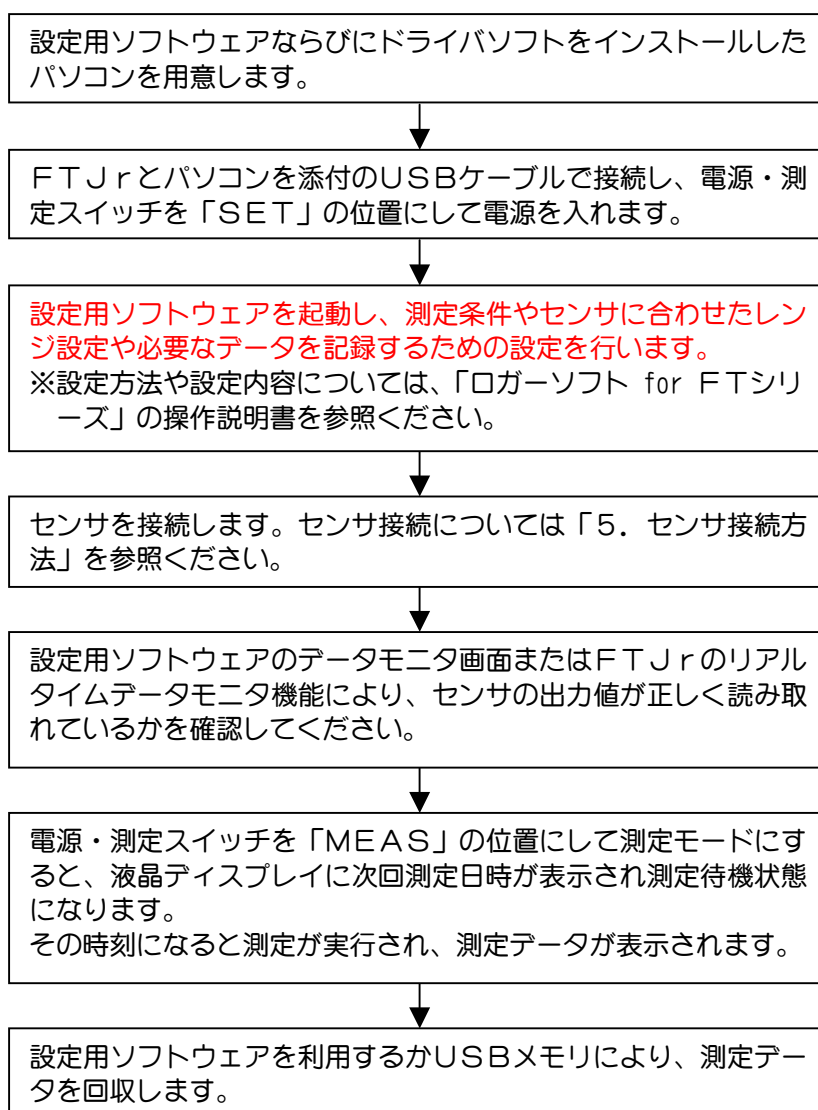 設定用ソフトウェアならびにドライバソフトをインストールした
パソコンを用意します。
ＦＴＪｒとパソコンを添付のＵＳＢケーブルで接続し、電源・測
定スイッチを「ＳＥＴ」の位置にして電源を入れます。
設定用ソフトウェアを起動し、測定条件やセンサに合わせたレン
ジ設定や必要なデータを記録するための設定を行います。
※設定方法や設定内容については、「ロガーソフト for ＦＴシリ
ーズ」の操作説明書を参照ください。
センサを接続します。センサ接続については「５．センサ接続方
法」を参照ください。
設定用ソフトウェアのデータモニタ画面またはＦＴＪｒのリアル
タイムデータモニタ機能により、センサの出力値が正しく読み取
れているかを確認してください。
電源・測定スイッチを「ＭＥＡＳ」の位置にして測定モードにす
ると、液晶ディスプレイに次回測定日時が表示され測定待機状態
になります。
その時刻になると測定が実行され、測定データが表示されます。
設定用ソフトウェアを利用するかＵＳＢメモリにより、測定デー
タを回収します。